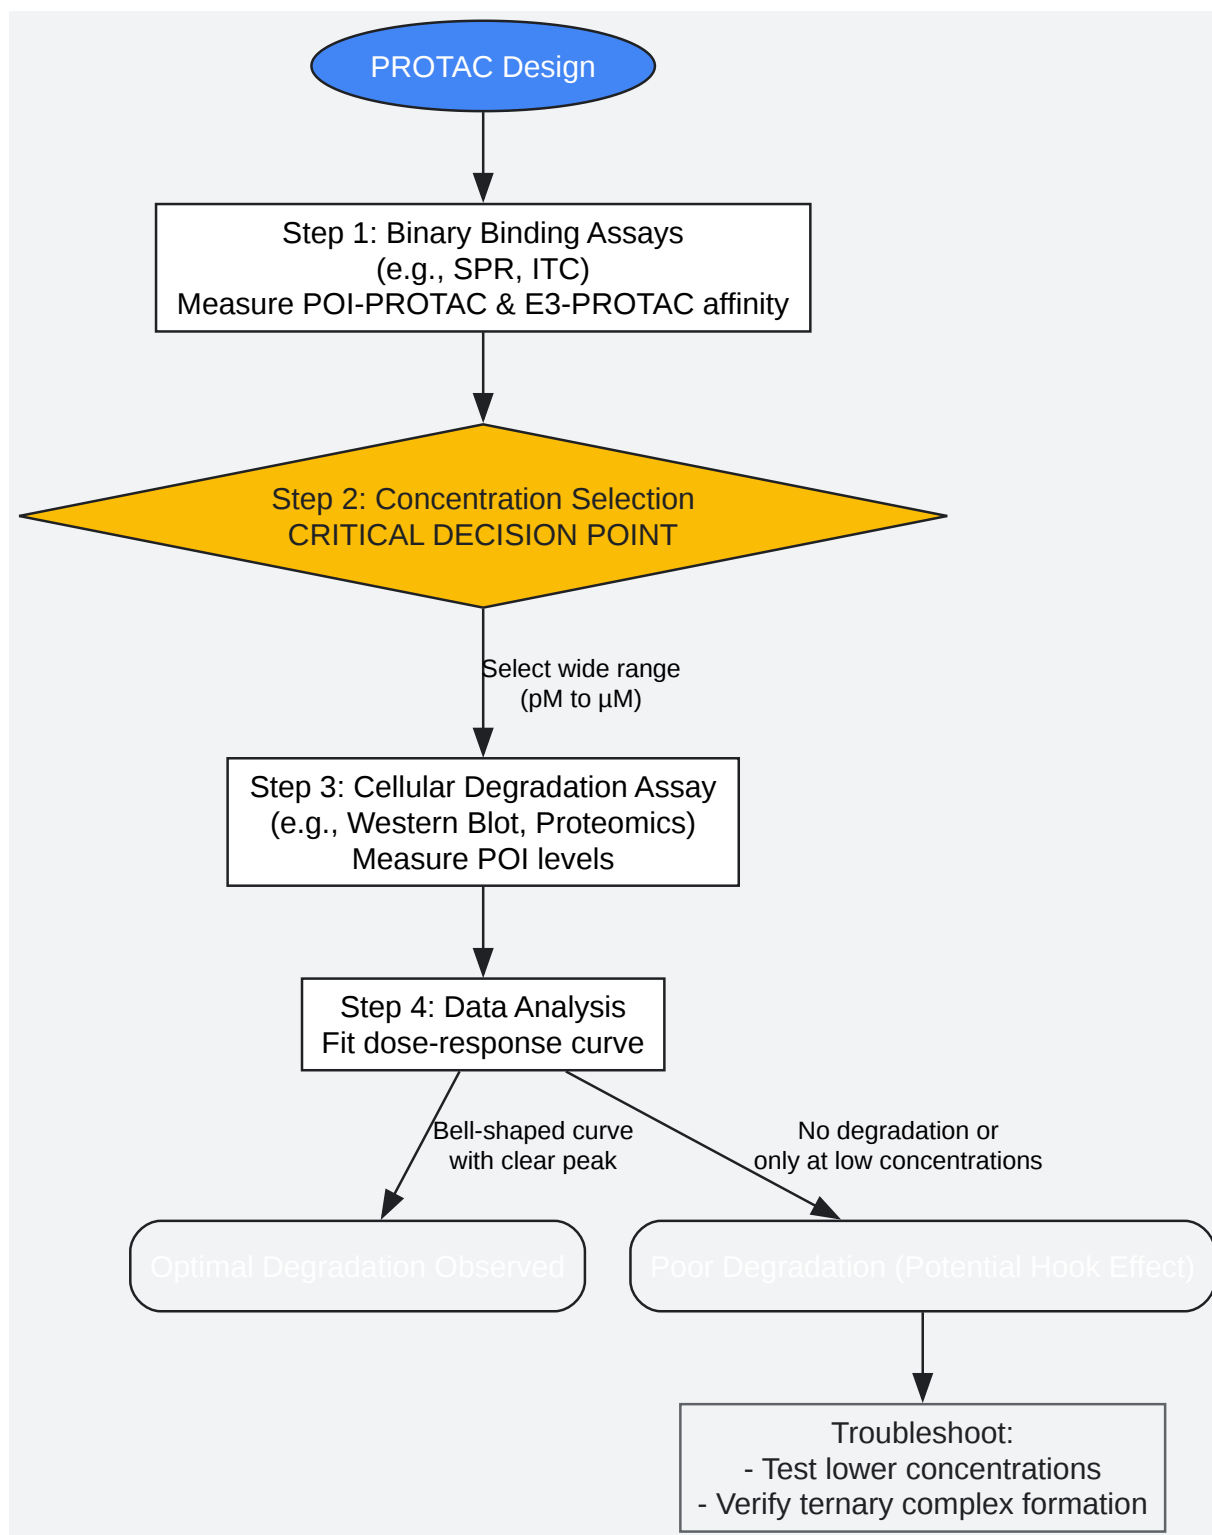 PROTAC Design
Step 1: Binary Binding Assays
(e.g., SPR, ITC)
Measure POI-PROTAC & E3-PROTAC affinity
Step 2: Concentration Selection
CRITICAL DECISION POINT
Select wide range
(pM to µM)
Step 3: Cellular Degradation Assay
(e.g., Western Blot, Proteomics)
Measure POI levels
Step 4: Data Analysis
Fit dose-response curve
Bell-shaped curve
with clear peak
No degradation or
only at low concentrations
Optimal Degradation Observed
Poor Degradation (Potential Hook Effect)
Troubleshoot:
- Test lower concentrations
- Verify ternary complex formation